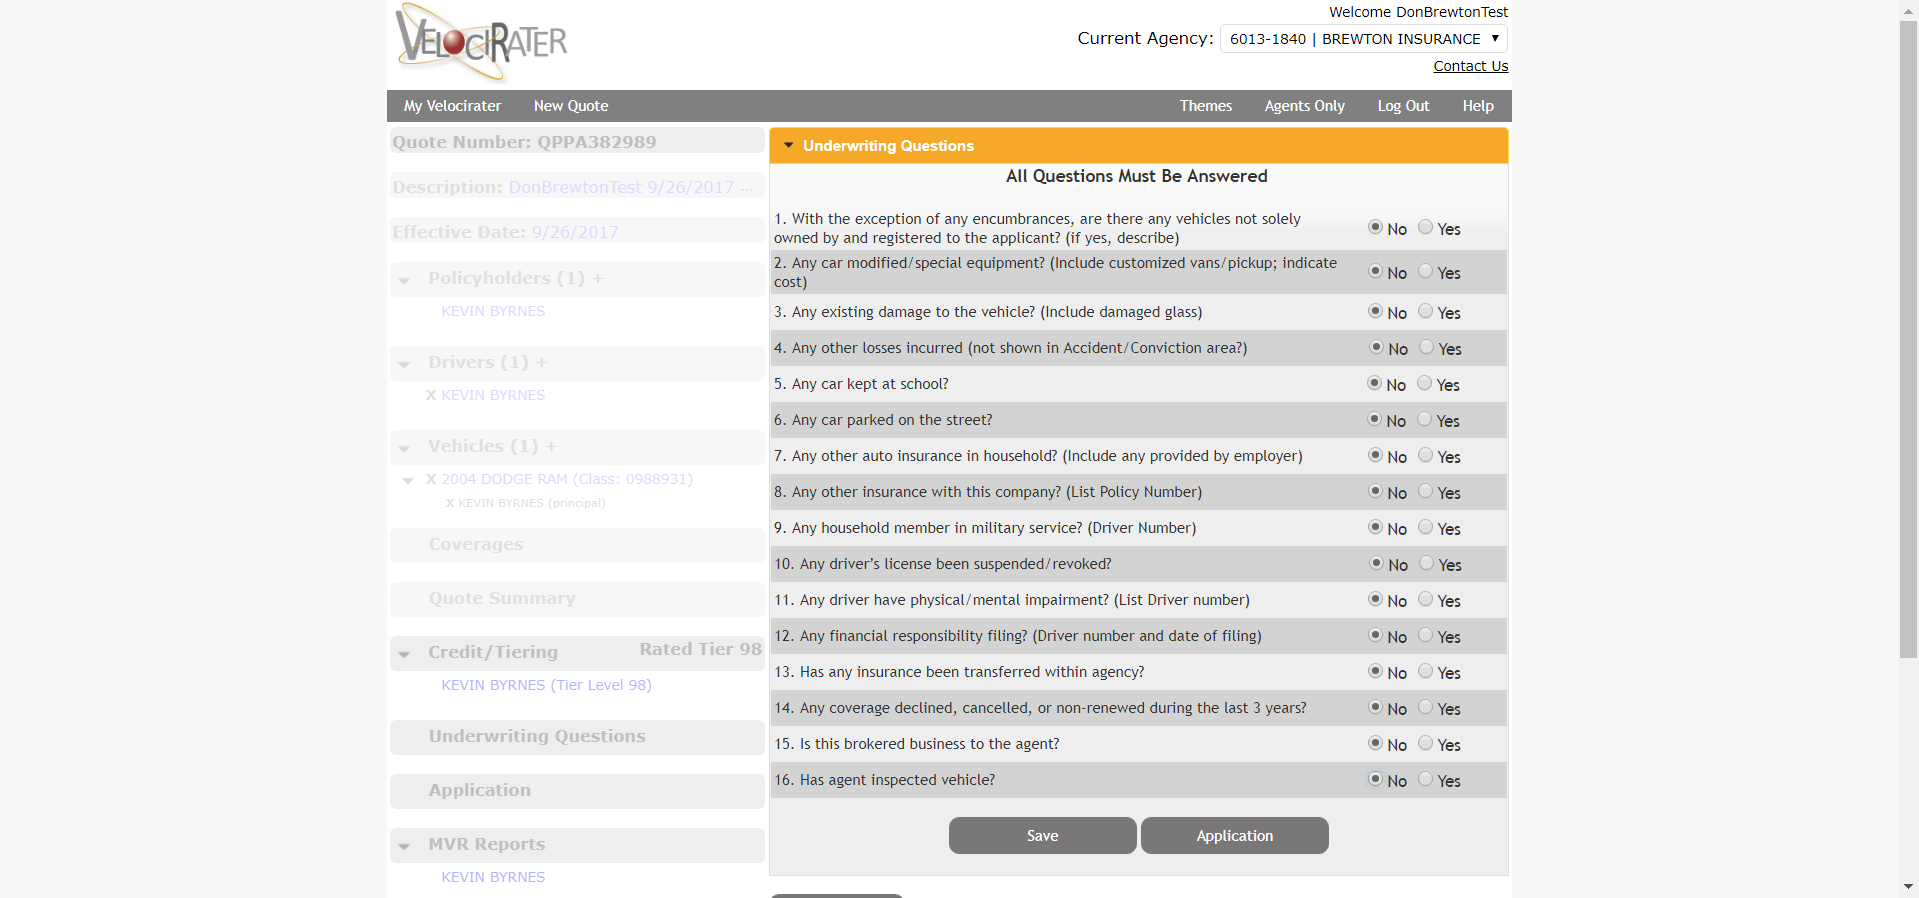 VELOCIRATER
Welcome DonBrewtonTest
Current Agency: 6013-1840 | BREWTON INSURANCE
Contact Us
My Velocirater New Quote Themes Agents Only Log Out Help
Quote Number: QPPA382989
Description: DonBrewtonTest 9/26/2017 ...
Effective Date: 9/26/2017
Policyholders (1) +
KEVIN BYRNES
Drivers (1) +
X KEVIN BYRNES
Vehicles (1) +
X 2004 DODGE RAM (Class: 0988931)
X KEVIN BYRNES (principal)
Coverages
Quote Summary
Credit/Tiering Rated Tier 98
KEVIN BYRNES (Tier Level 98)
Underwriting Questions
Application
MVR Reports
KEVIN BYRNES
Underwriting Questions
All Questions Must Be Answered
1. With the exception of any encumbrances, are there any vehicles not solely
owned by and registered to the applicant? (if yes, describe) No Yes
2. Any car modified/special equipment? (Include customized vans/pickup; indicate
cost) No Yes
3. Any existing damage to the vehicle? (Include damaged glass) No Yes
4. Any other losses incurred (not shown in Accident/Conviction area?) No Yes
5. Any car kept at school? No Yes
6. Any car parked on the street? No Yes
7. Any other auto insurance in household? (Include any provided by employer) No Yes
8. Any other insurance with this company? (List Policy Number) No Yes
9. Any household member in military service? (Driver Number) No Yes
10. Any driver’s license been suspended/revoked? No Yes
11. Any driver have physical/mental impairment? (List Driver number) No Yes
12. Any financial responsibility filing? (Driver number and date of filing) No Yes
13. Has any insurance been transferred within agency? No Yes
14. Any coverage declined, cancelled, or non-renewed during the last 3 years? No Yes
15. Is this brokered business to the agent? No Yes
16. Has agent inspected vehicle? No Yes
Save Application